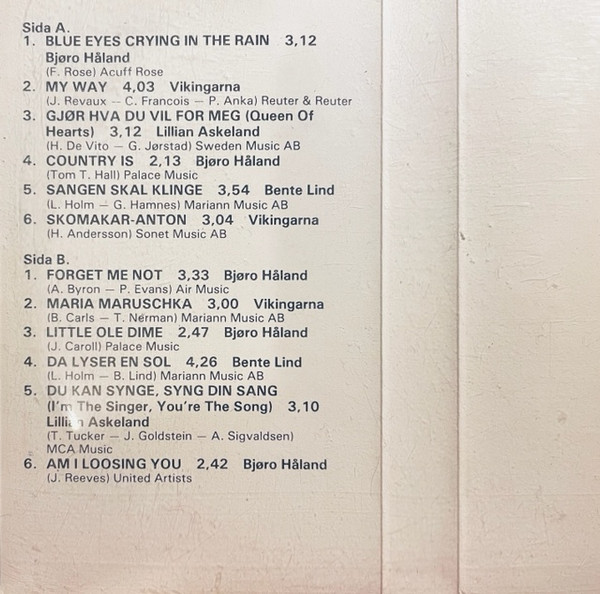 Sida A.
1. BLUE EYES CRYING IN THE RAIN 3,12
Bjøro Håland
(F. Rose) Acuff Rose
2. MY WAY 4,03 Vikingarna
(J. Revaux — C. Francois — P. Anka) Reuter & Reuter
3. GJØR HVA DU VIL FOR MEG (Queen Of
Hearts) 3,12 Lillian Askeland
(H. De Vito — G. Jørstad) Sweden Music AB
4. COUNTRY IS 2,13 Bjøro Håland
(Tom T. Hall) Palace Music
5. SANGEN SKAL KLINGE 3,54 Bente Lind
(L. Holm — G. Hamnes) Mariann Music AB
6. SKOMAKAR-ANTON 3,04 Vikingarna
(H. Andersson) Sonet Music AB
Sida B.
1. FORGET ME NOT 3,33 Bjøro Håland
(A. Byron — P. Evans) Air Music
2. MARIA MARUSCHKA 3,00 Vikingarna
(B. Carls — T. Nerman) Mariann Music AB
3. LITTLE OLE DIME 2,47 Bjøro Håland
(J. Caroll) Palace Music
4. DA LYSER EN SOL 4,26 Bente Lind
(L. Holm — B. Lind) Mariann Music AB
5. DU KAN SYNGE, SYNG DIN SANG
(I'm The Singer, You're The Song) 3,10
Lillian Askeland
(T. Tucker — J. Goldstein — A. Sigvaldsen)
MCA Music
6. AM I LOOSING YOU 2,42 Bjøro Håland
(J. Reeves) United Artists